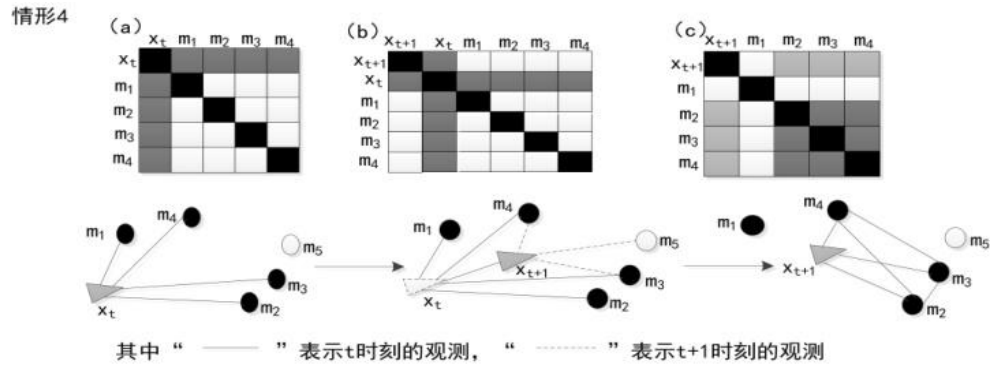 情形4
(a) (b) (c)
x_t m_1 m_2 m_3 m_4
x_t
m_1
m_2
m_3
m_4
x_{t+1} x_t m_1 m_2 m_3 m_4
x_{t+1}
x_t
m_1
m_2
m_3
m_4
x_{t+1} m_1 m_2 m_3 m_4
x_{t+1}
m_1
m_2
m_3
m_4
m_1 m_4 m_5 m_3 m_2 x_t
m_1 m_4 m_5 x_{t+1} m_3 m_2 x_t
m_1 m_4 m_5 x_{t+1} m_3 m_2
其中“ —— ”表示t时刻的观测，“ ------ ”表示t+1时刻的观测